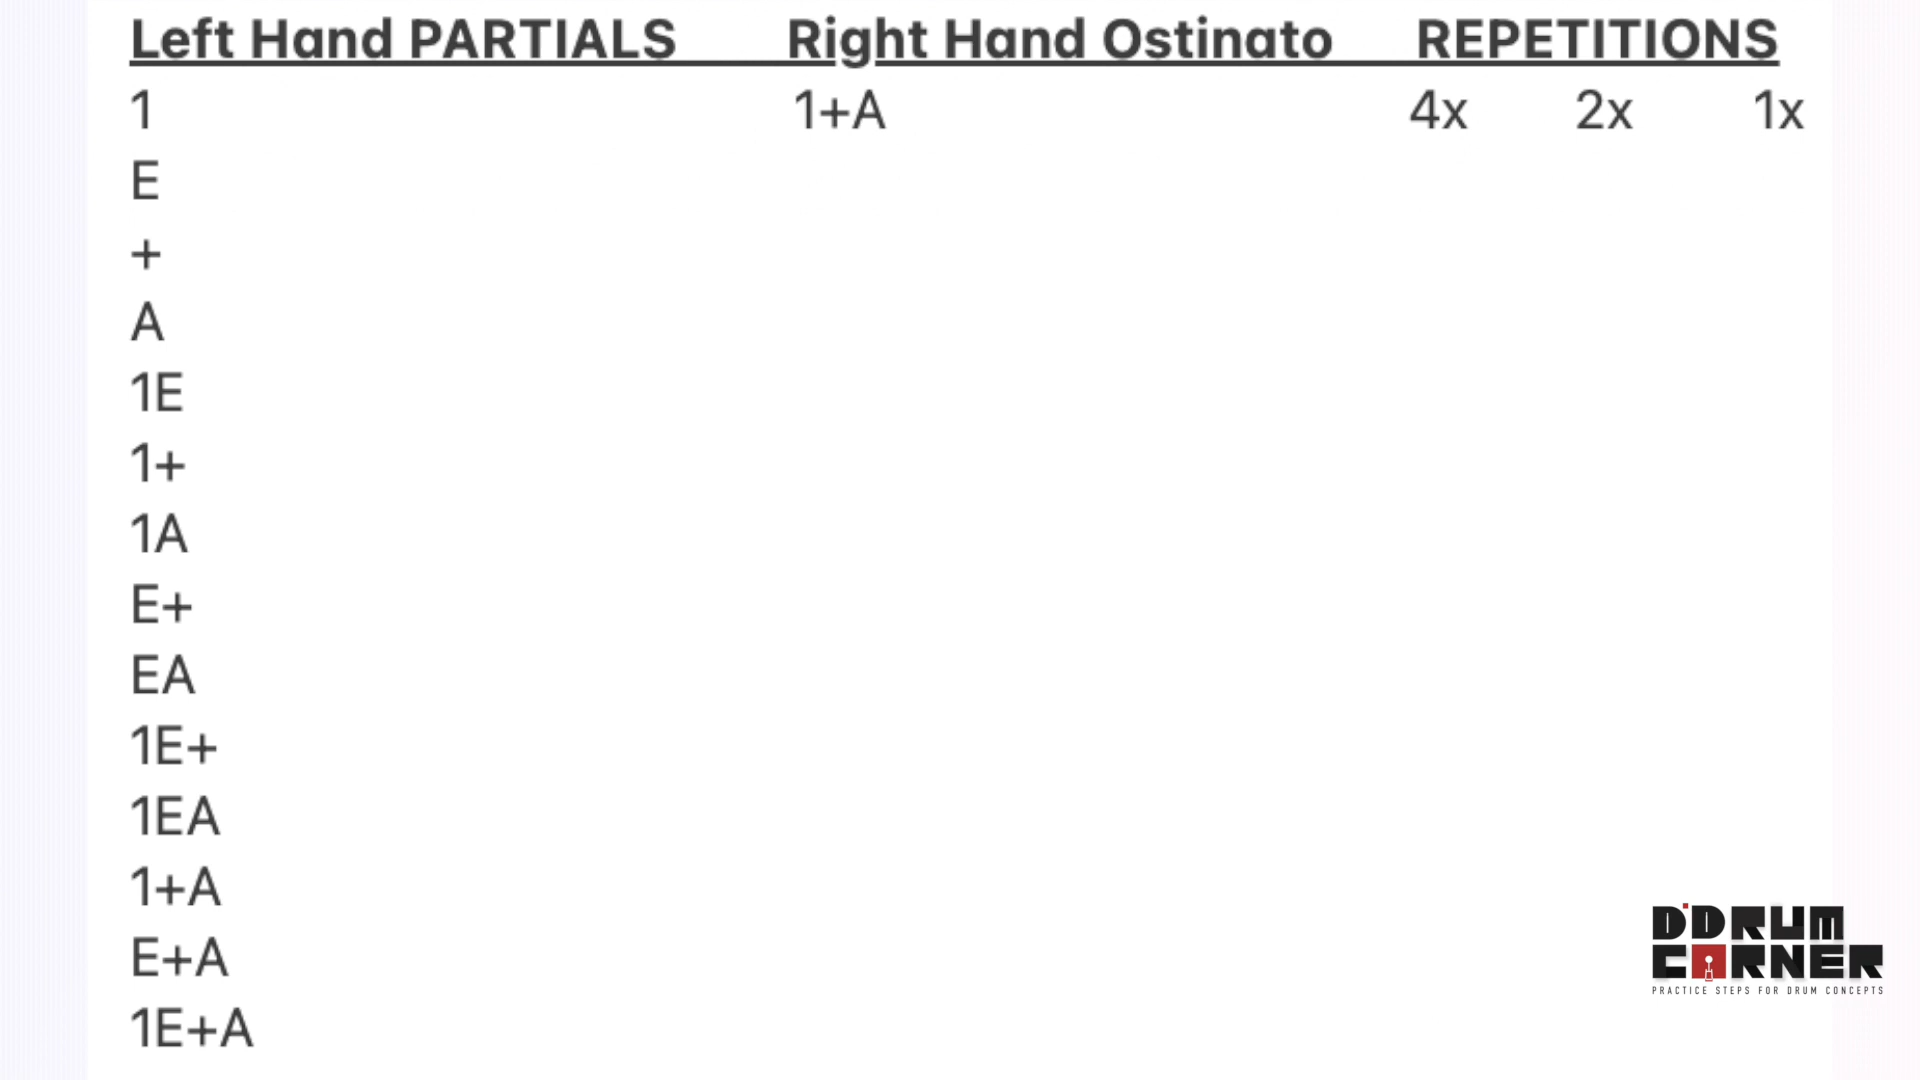 Left Hand PARTIALS Right Hand Ostinato REPETITIONS
1 1+A 4x 2x 1x
E
+
A
1E
1+
1A
E+
EA
1E+
1EA
1+A
E+A
1E+A
D'DRUM
CORNER
PRACTICE STEPS FOR DRUM CONCEPTS